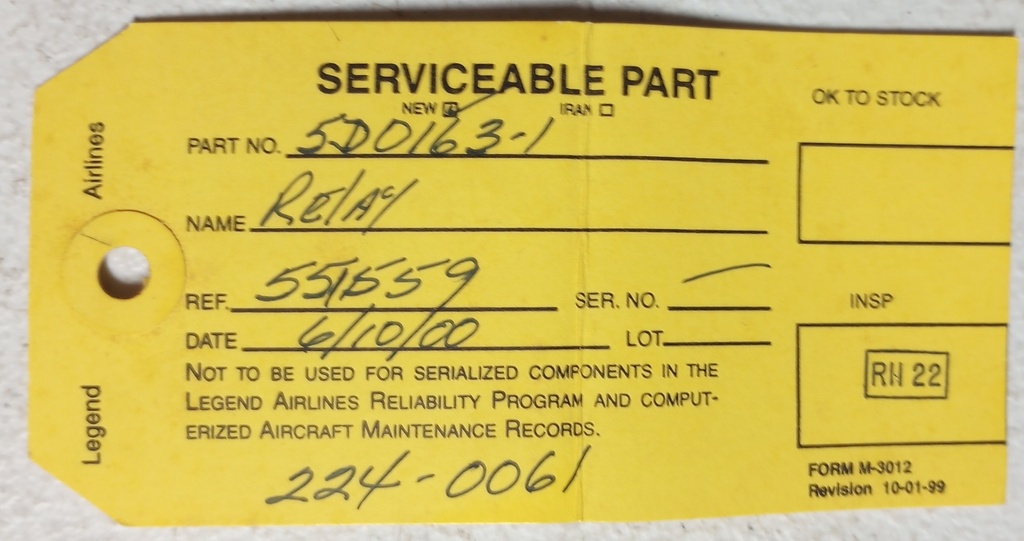 SERVICEABLE PART
NEW IRAN
PART NO. 5D0163-1
NAME Relay
REF. 551559 SER. NO. —
DATE 6/10/00 LOT
NOT TO BE USED FOR SERIALIZED COMPONENTS IN THE
LEGEND AIRLINES RELIABILITY PROGRAM AND COMPUT-
ERIZED AIRCRAFT MAINTENANCE RECORDS.
224-0061
OK TO STOCK
INSP
RII 22
FORM M-3012
Revision 10-01-99
Legend Airlines